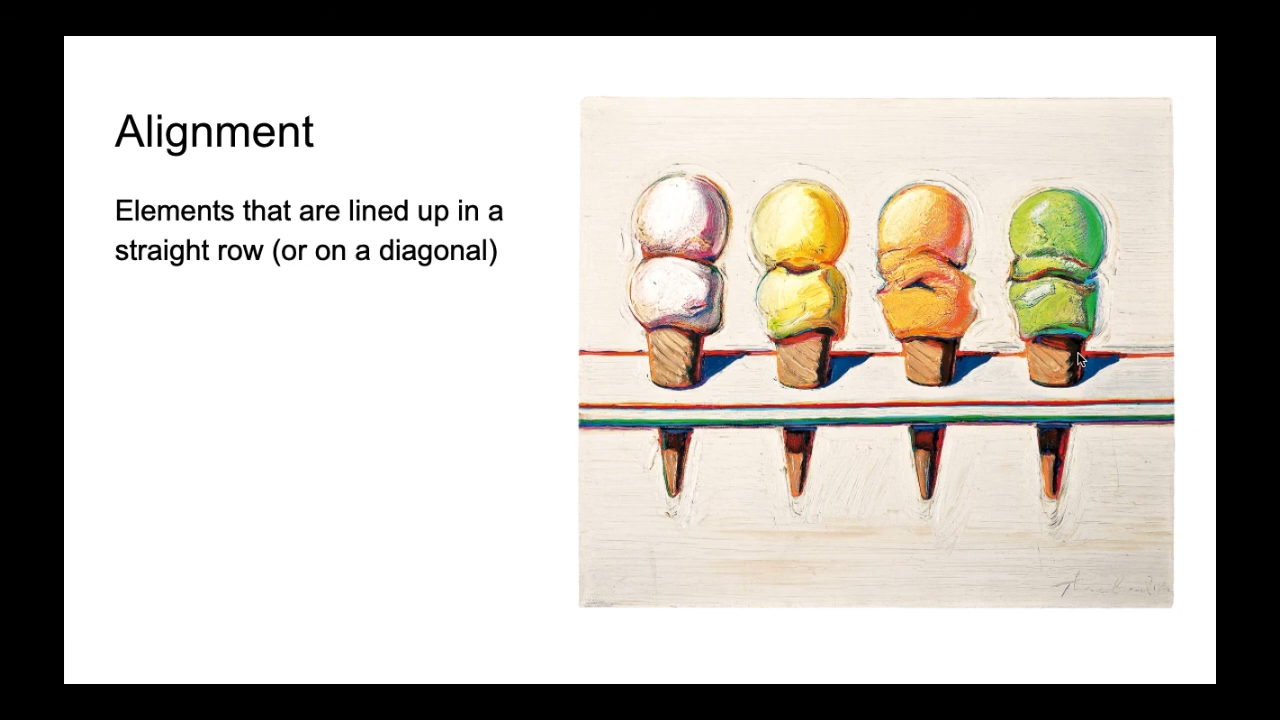 Alignment
Elements that are lined up in a
straight row (or on a diagonal)